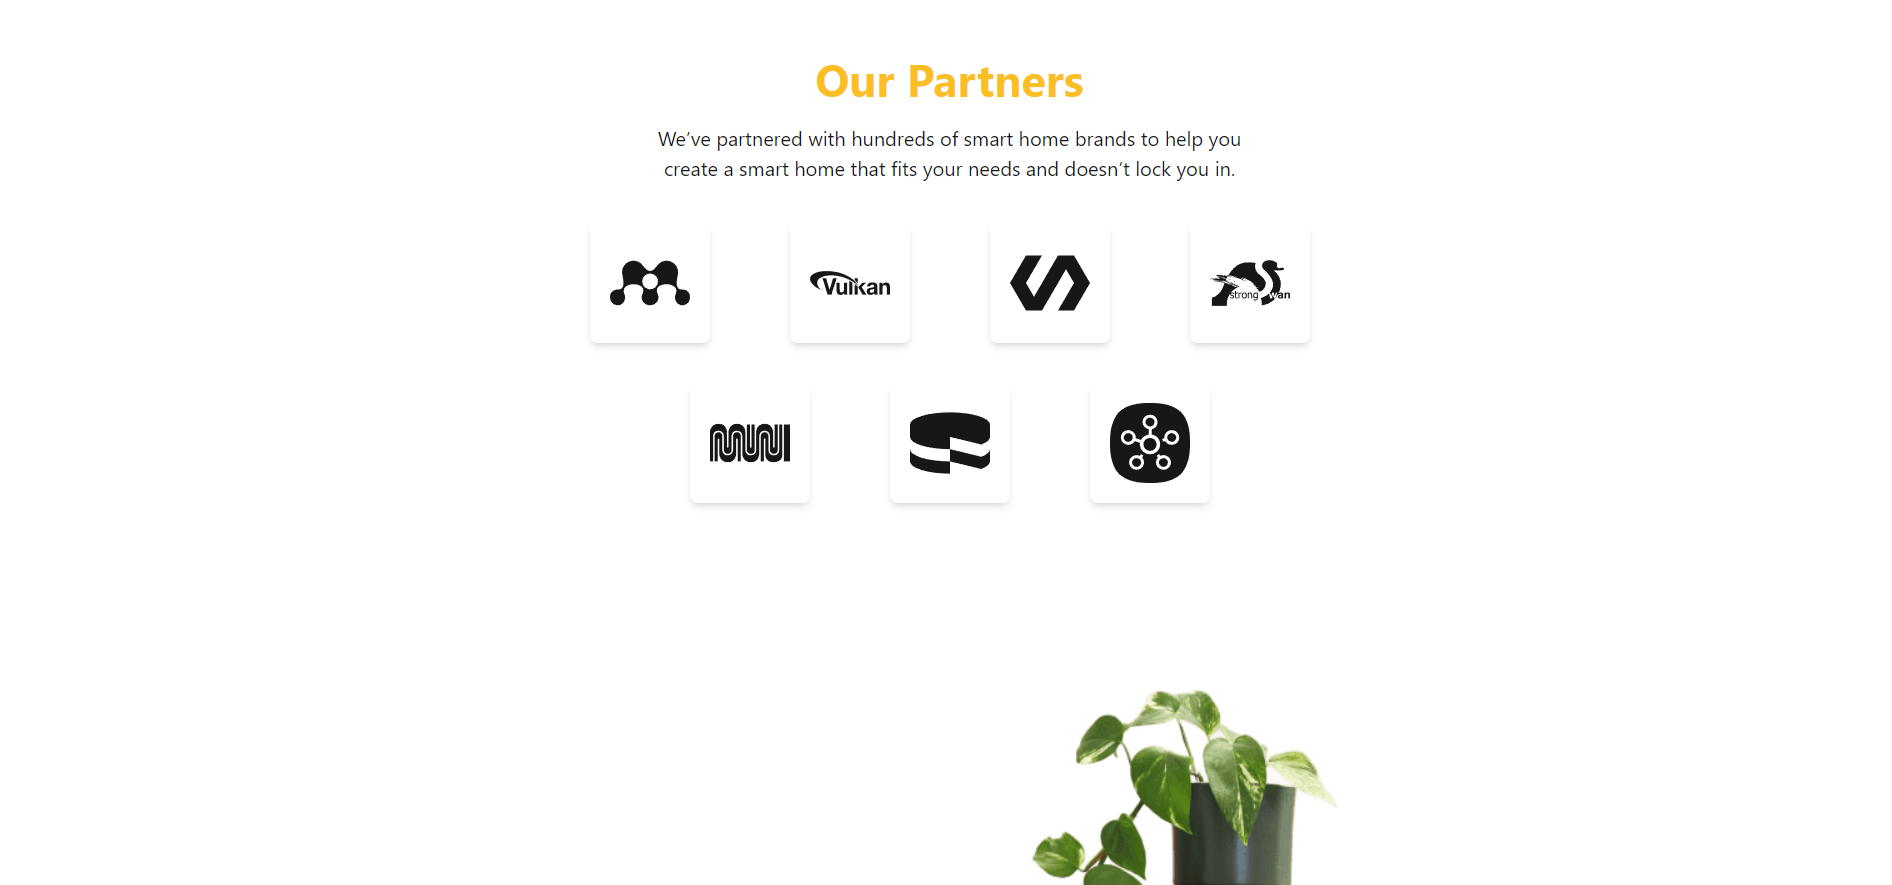 Our Partners
We’ve partnered with hundreds of smart home brands to help you
create a smart home that fits your needs and doesn’t lock you in.
Vulkan
strong Swan
MUNI